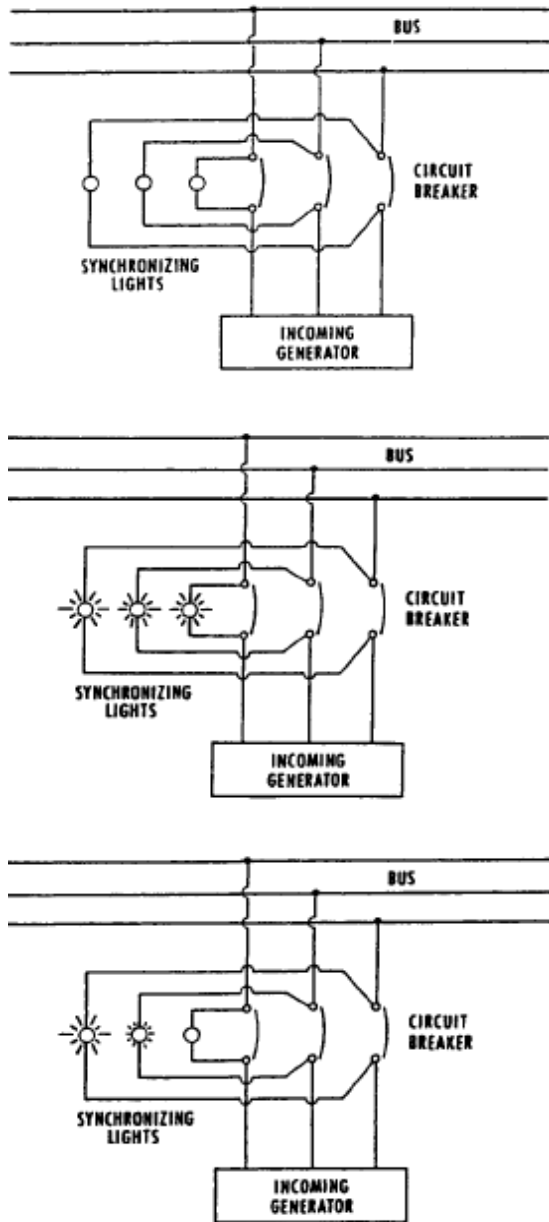 BUS
CIRCUIT
BREAKER
SYNCHRONIZING
LIGHTS
INCOMING
GENERATOR
BUS
CIRCUIT
BREAKER
SYNCHRONIZING
LIGHTS
INCOMING
GENERATOR
BUS
CIRCUIT
BREAKER
SYNCHRONIZING
LIGHTS
INCOMING
GENERATOR